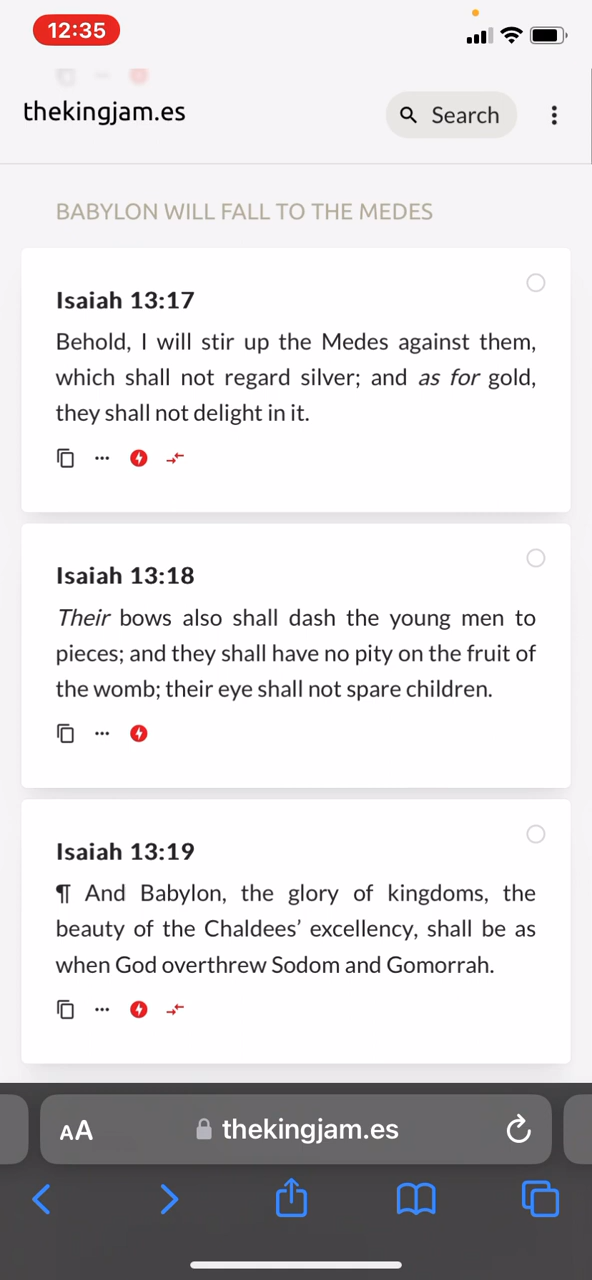 12:35
thekingjam.es
Search
BABYLON WILL FALL TO THE MEDES
Isaiah 13:17
Behold, I will stir up the Medes against them,
which shall not regard silver; and as for gold,
they shall not delight in it.
Isaiah 13:18
Their bows also shall dash the young men to
pieces; and they shall have no pity on the fruit of
the womb; their eye shall not spare children.
Isaiah 13:19
¶ And Babylon, the glory of kingdoms, the
beauty of the Chaldees’ excellency, shall be as
when God overthrew Sodom and Gomorrah.
AA thekingjam.es